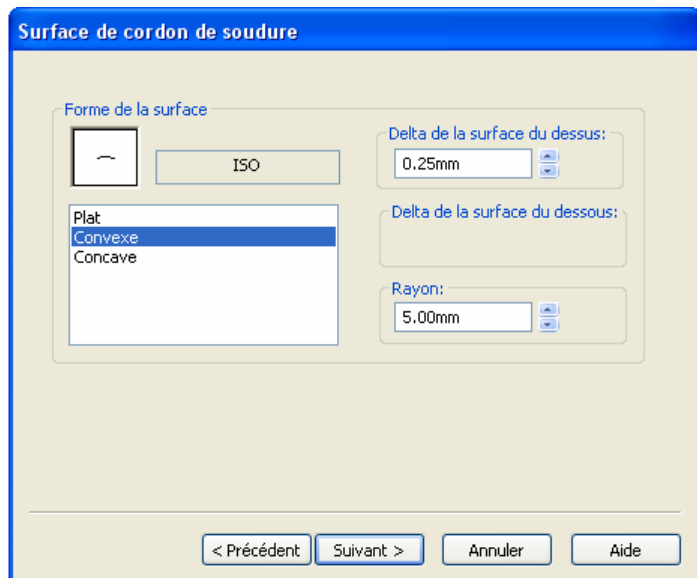 Surface de cordon de soudure
Forme de la surface
ISO
Plat
Convexe
Concave
Delta de la surface du dessus:
0.25mm
Delta de la surface du dessous:
Rayon:
5.00mm
< Précédent
Suivant >
Annuler
Aide